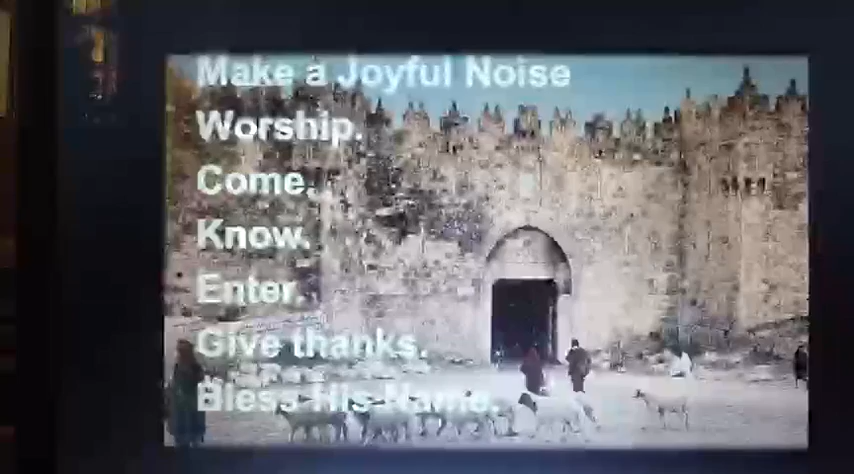 Make a Joyful Noise
Worship.
Come.
Know.
Enter.
Give thanks.
Bless His Name.